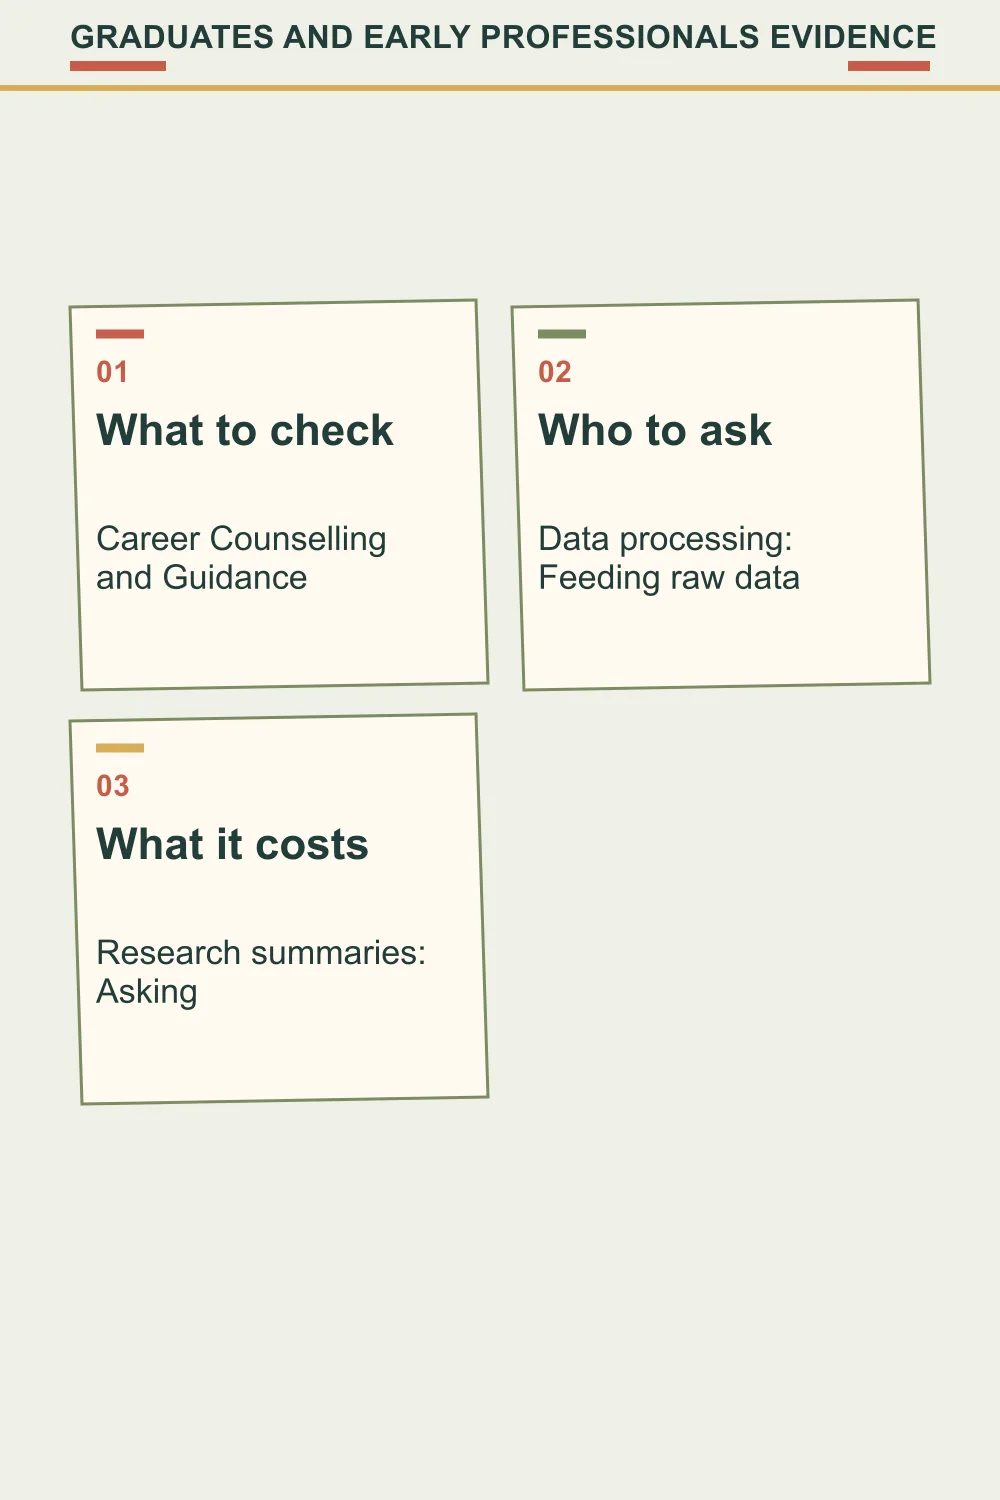 GRADUATES AND EARLY PROFESSIONALS EVIDENCE
01
What to check
Career Counselling
and Guidance
02
Who to ask
Data processing:
Feeding raw data
03
What it costs
Research summaries:
Asking